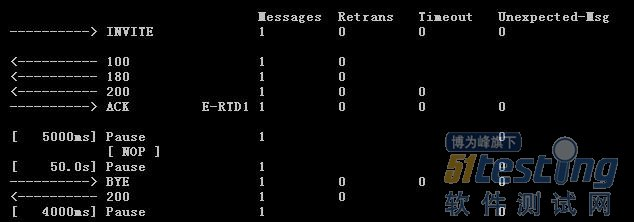 Messages Retrans Timeout Unexpected-Msg
----------> INVITE 1 0 0 0
<---------- 100 1 0
<---------- 180 1 0
<---------- 200 1 0 0
----------> ACK E-RTD1 1 0 0 0
[ 5000ms] Pause 1 0
[ NOP ]
[ 50.0s] Pause 1 0
----------> BYE 1 0 0 0
<---------- 200 1 0 0
[ 4000ms] Pause 1 0
博为峰旗下
51testing
软件测试网